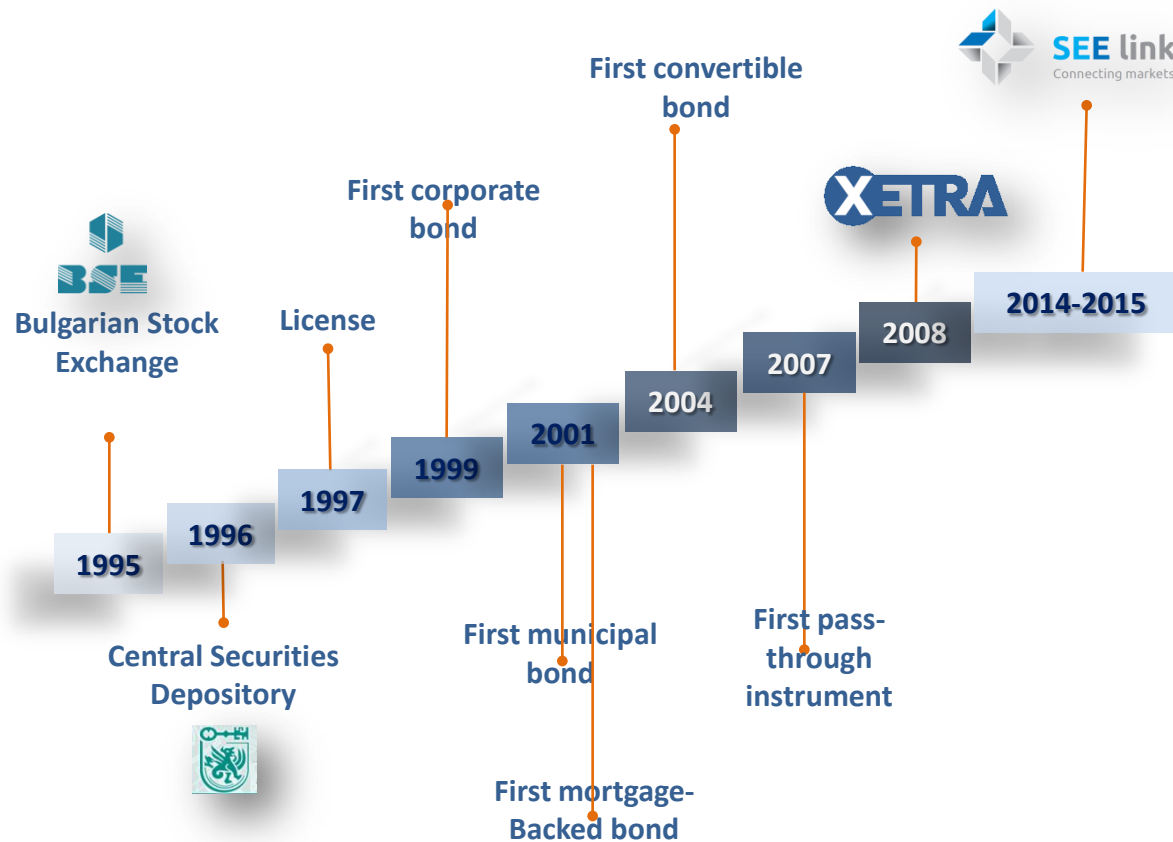 SEE link
Connecting markets
First convertible
bond
XETRA
First corporate
bond
BSE
Bulgarian Stock
Exchange
License
2014-2015
2008
2007
2004
2001
1999
1997
1996
1995
Central Securities
Depository
First municipal
bond
First pass-
through
instrument
First mortgage-
Backed bond